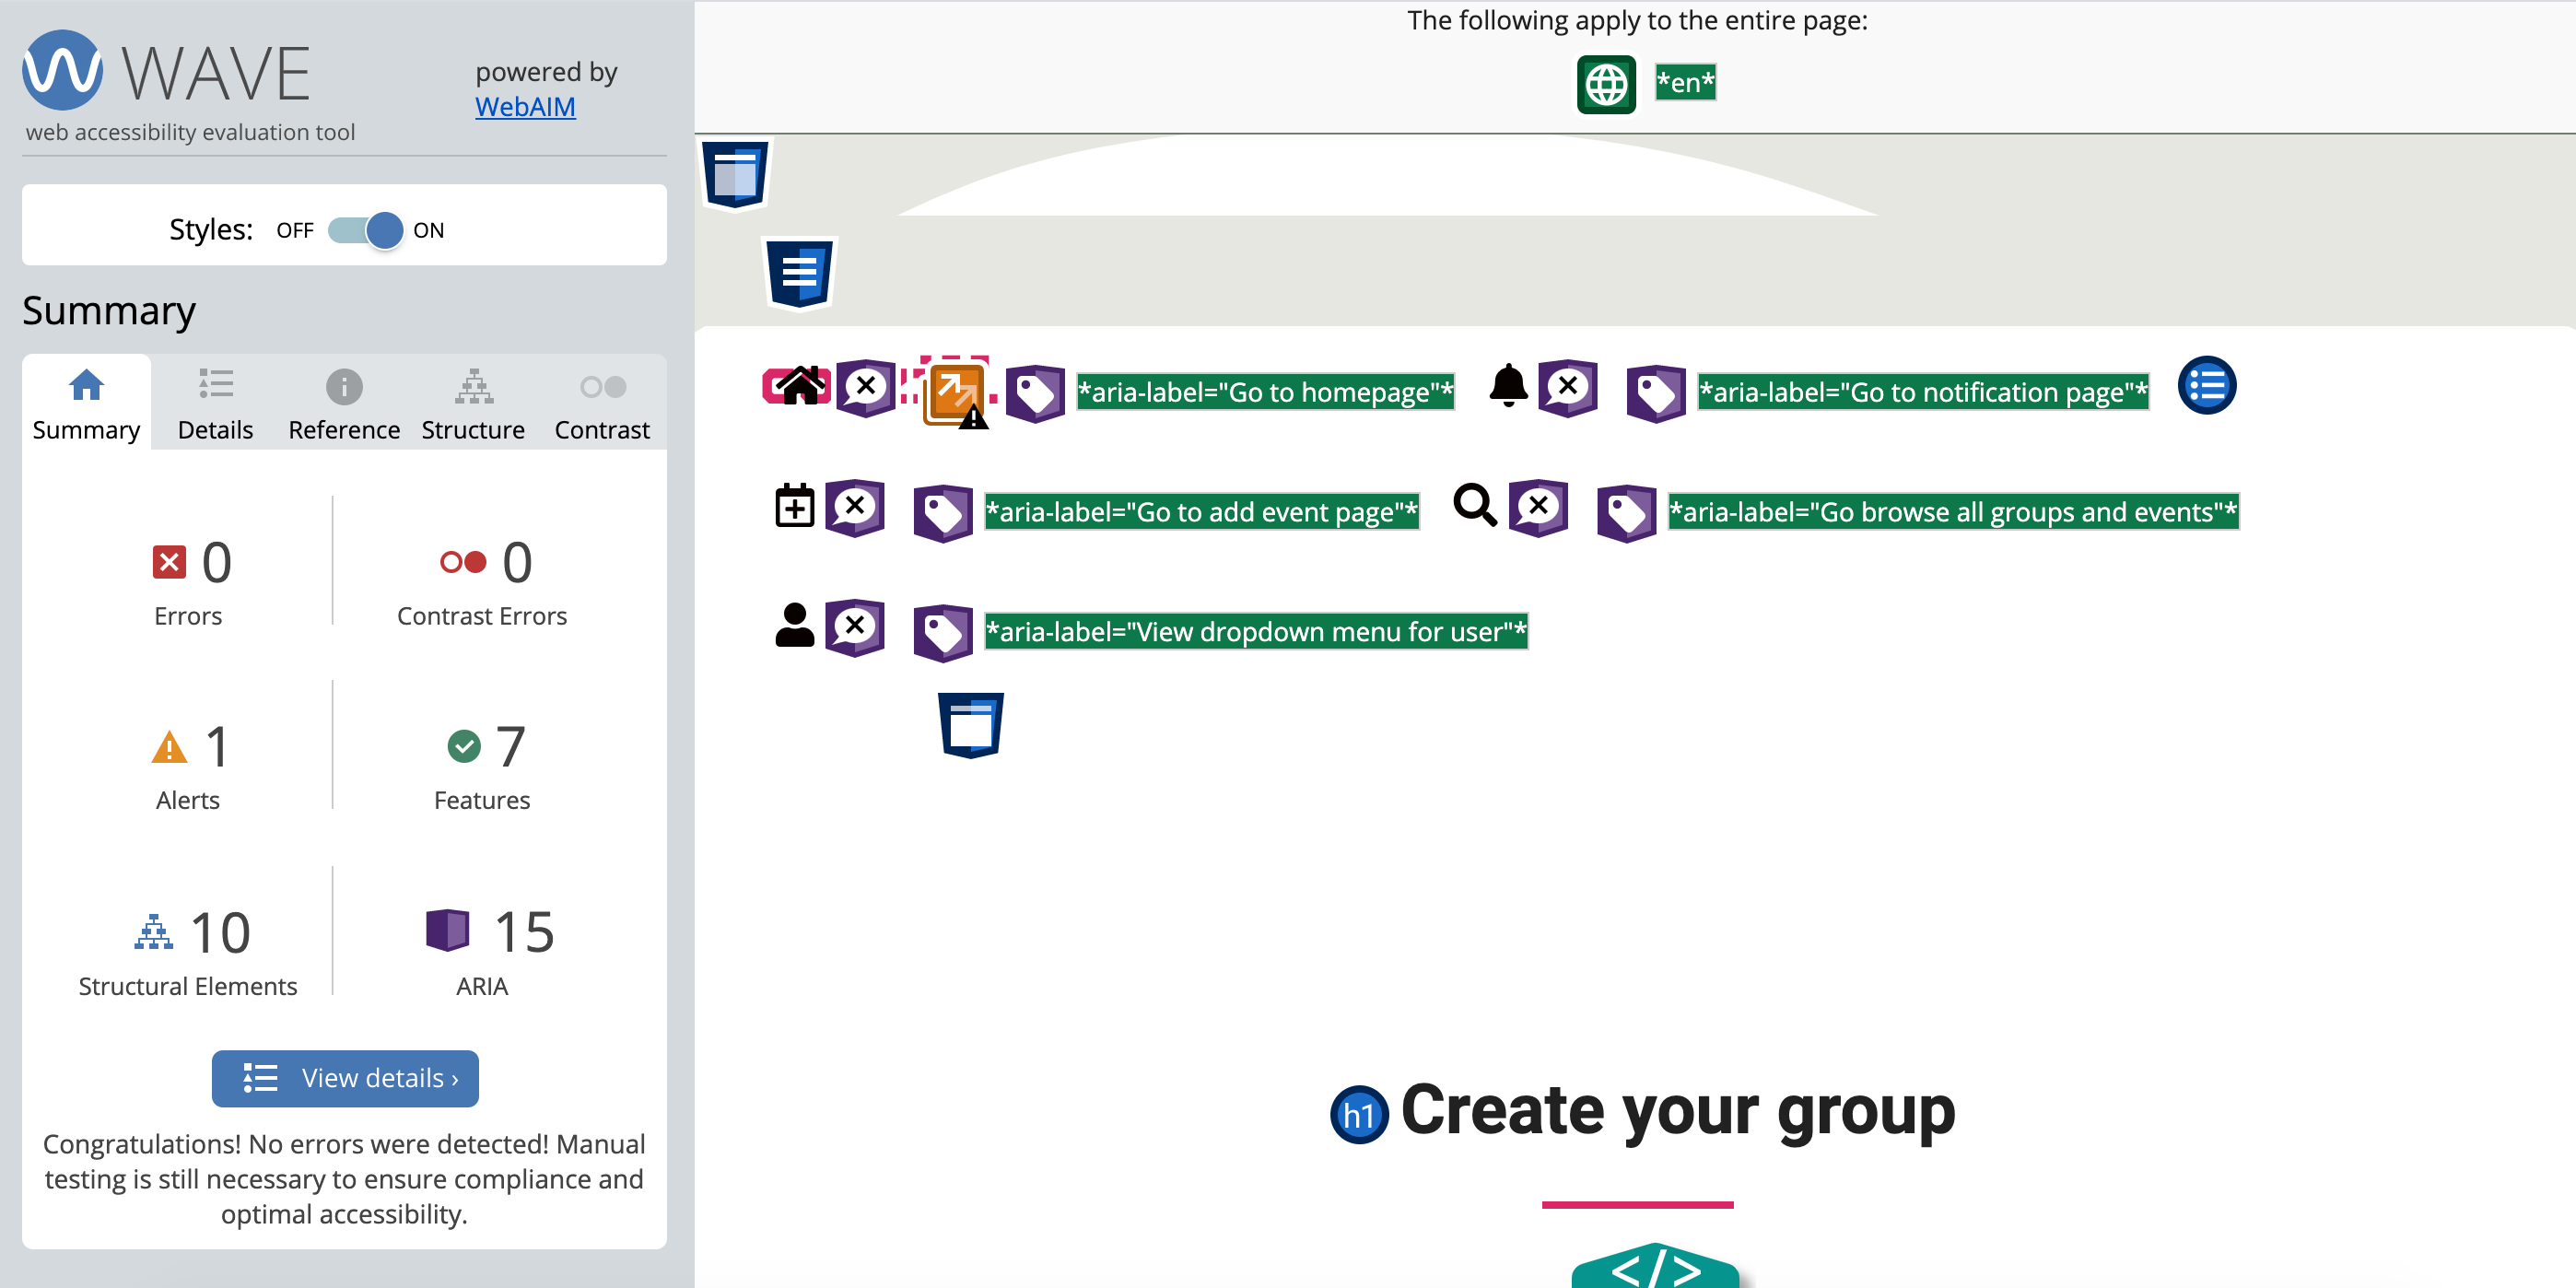 WAVE
powered by
WebAIM
web accessibility evaluation tool
Styles: OFF ON
Summary
Summary Details Reference Structure Contrast
0 0
Errors Contrast Errors
1 7
Alerts Features
10 15
Structural Elements ARIA
View details ›
Congratulations! No errors were detected! Manual
testing is still necessary to ensure compliance and
optimal accessibility.
The following apply to the entire page:
*en*
*aria-label="Go to homepage"* *aria-label="Go to notification page"*
*aria-label="Go to add event page"* *aria-label="Go browse all groups and events"*
*aria-label="View dropdown menu for user"*
h1 Create your group
</>